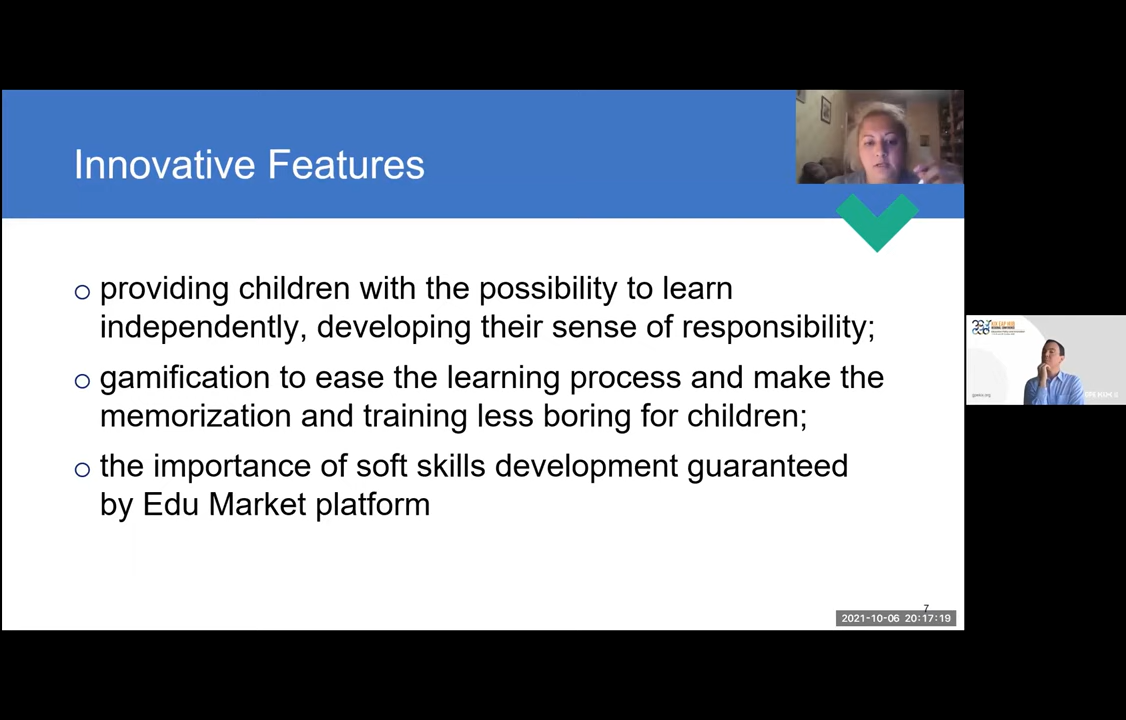 Innovative Features
providing children with the possibility to learn
independently, developing their sense of responsibility;
gamification to ease the learning process and make the
memorization and training less boring for children;
the importance of soft skills development guaranteed
by Edu Market platform
7
2021-10-06 20:17:19
REGIONAL CONFERENCE